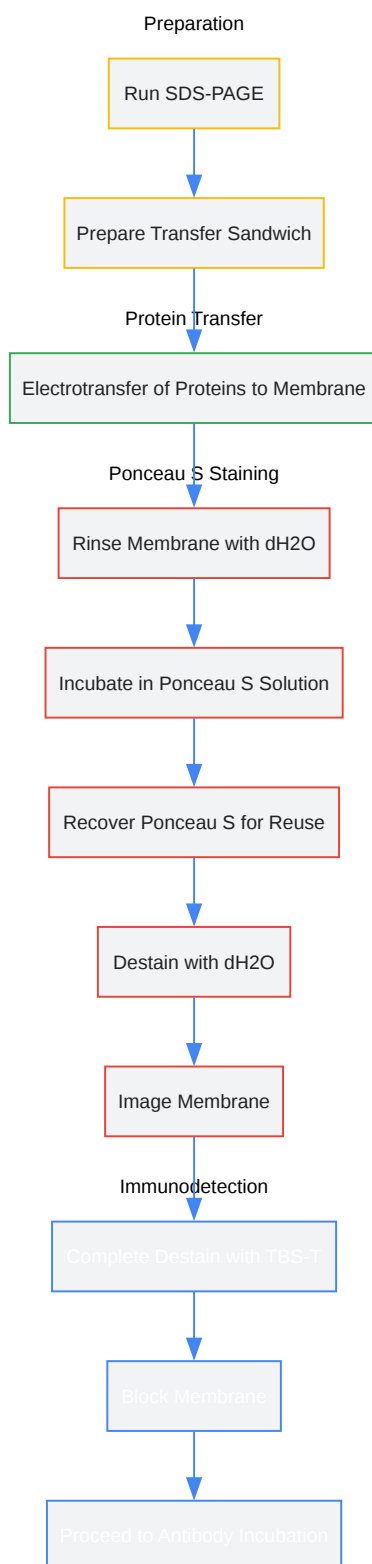 Preparation
Run SDS-PAGE
Prepare Transfer Sandwich
Protein Transfer
Electrotransfer of Proteins to Membrane
Ponceau S Staining
Rinse Membrane with dH2O
Incubate in Ponceau S Solution
Recover Ponceau S for Reuse
Destain with dH2O
Image Membrane
Immunodetection
Complete Destain with TBS-T
Block Membrane
Proceed to Antibody Incubation